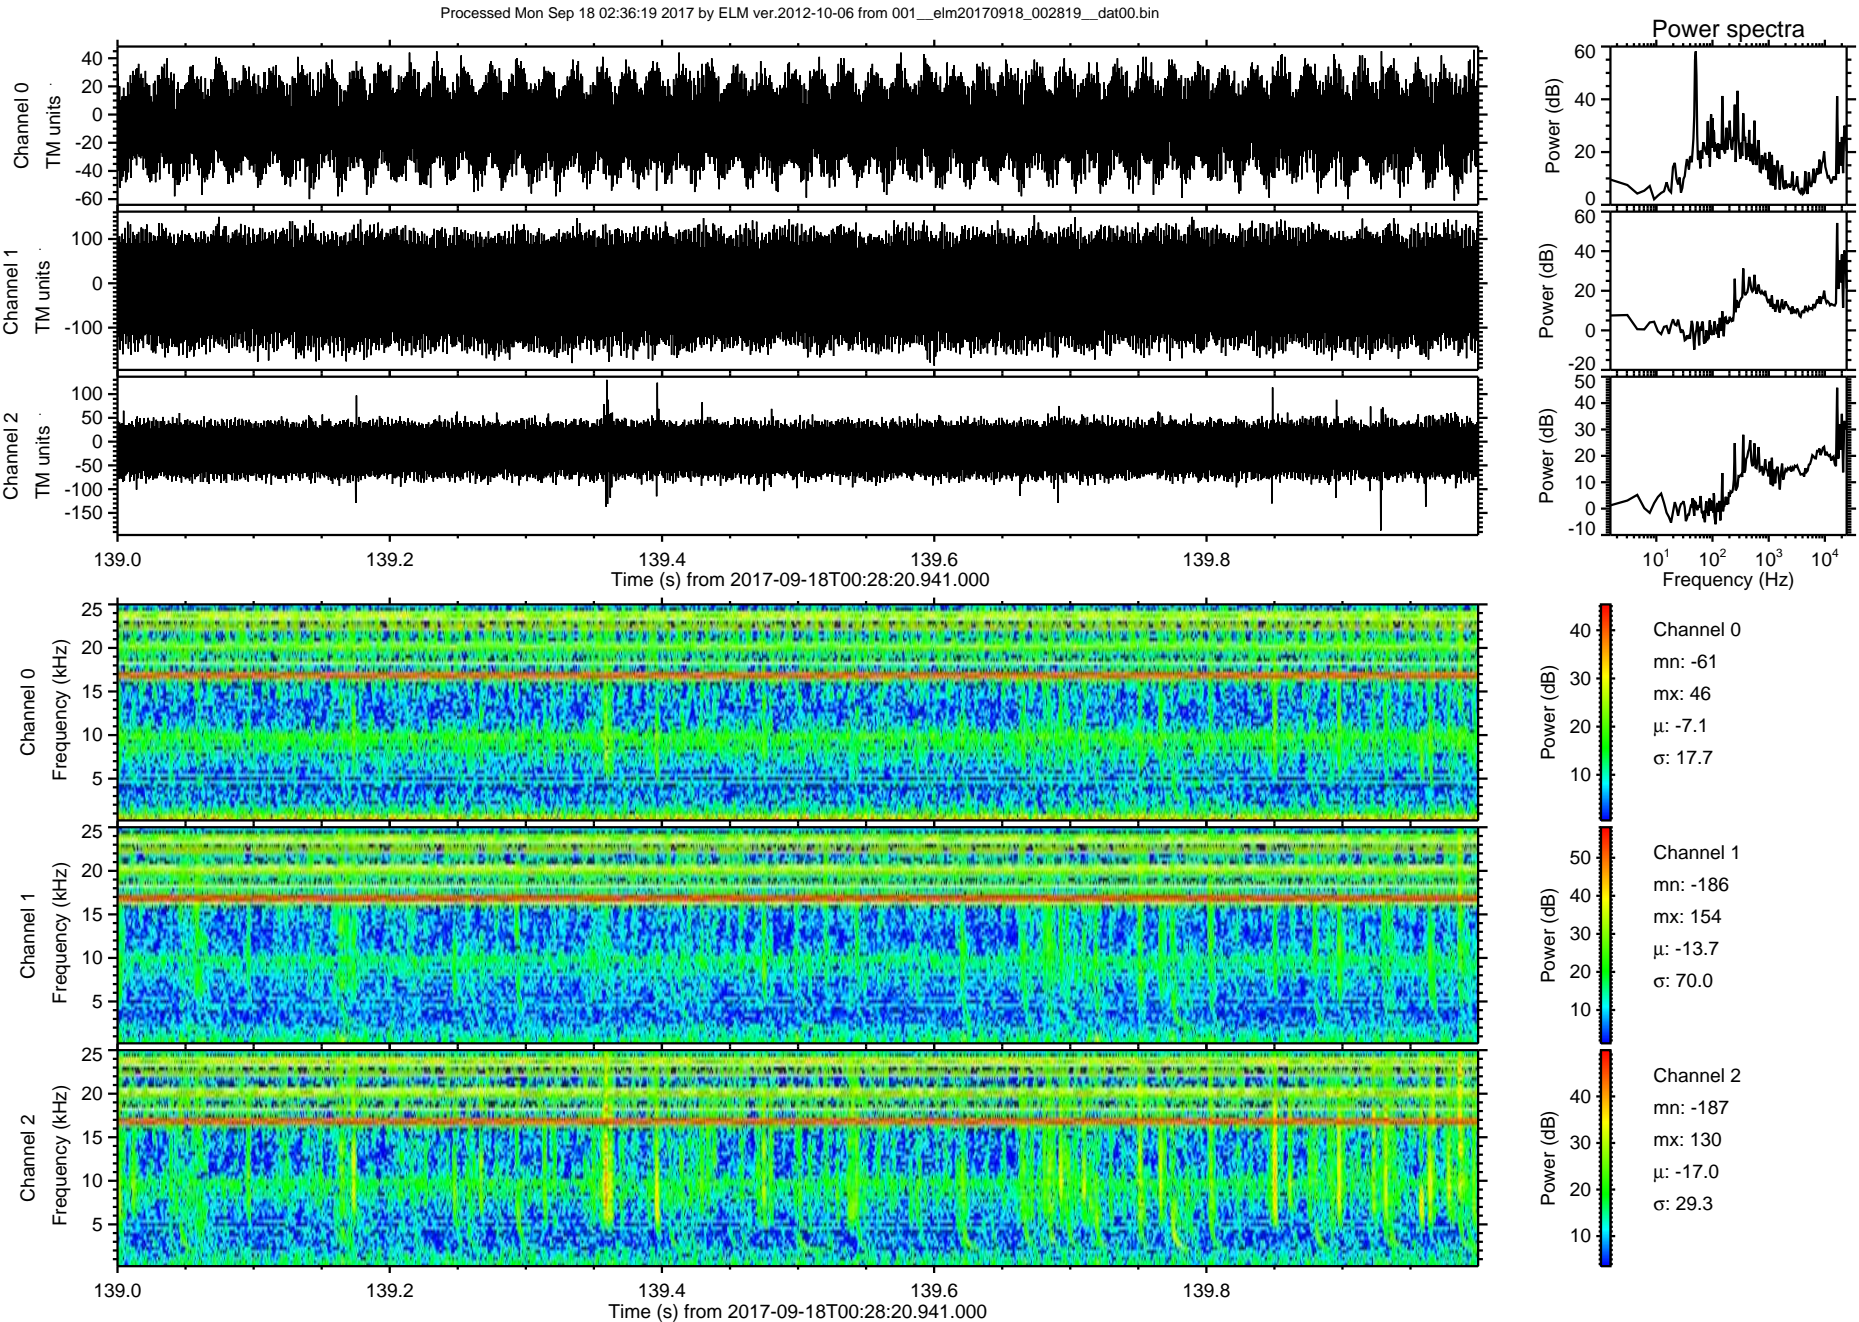 Processed Mon Sep 18 02:36:19 2017 by ELM ver.2012-10-06 from 001__elm20170918_002819__dat00.bin
Power spectra
Channel 0
TM units
40
20
0
-20
-40
-60
Power (dB)
60
40
20
0
Channel 1
TM units
100
0
-100
Power (dB)
60
40
20
0
-20
Channel 2
TM units
100
50
0
-50
-100
-150
Power (dB)
50
40
30
20
10
0
-10
139.0 139.2 139.4 139.6 139.8
Time (s) from 2017-09-18T00:28:20.941.000
10¹ 10² 10³ 10⁴
Frequency (Hz)
Channel 0
Frequency (kHz)
25
20
15
10
5
Power (dB)
40
30
20
10
Channel 0
mn: -61
mx: 46
μ: -7.1
σ: 17.7
Channel 1
Frequency (kHz)
25
20
15
10
5
Power (dB)
50
40
30
20
10
Channel 1
mn: -186
mx: 154
μ: -13.7
σ: 70.0
Channel 2
Frequency (kHz)
25
20
15
10
5
Power (dB)
40
30
20
10
Channel 2
mn: -187
mx: 130
μ: -17.0
σ: 29.3
139.0 139.2 139.4 139.6 139.8
Time (s) from 2017-09-18T00:28:20.941.000